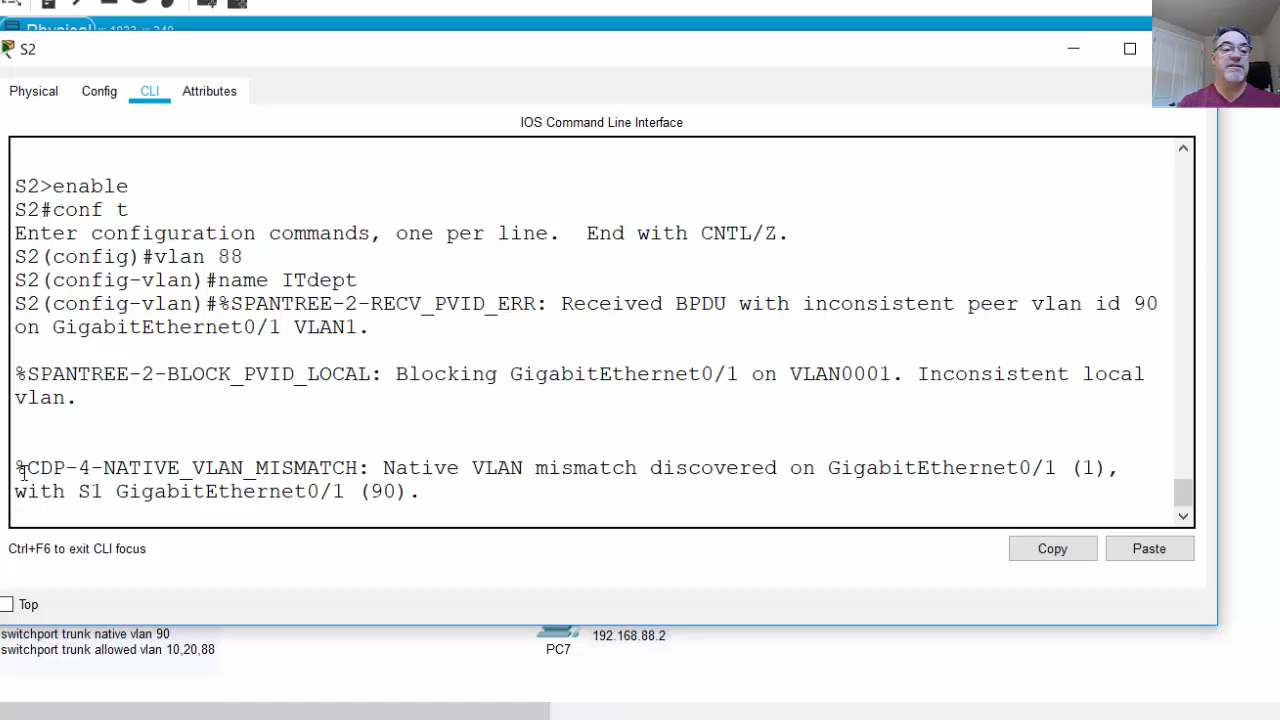 S2
Physical
Config
CLI
Attributes
IOS Command Line Interface
S2>enable
S2#conf t
Enter configuration commands, one per line.  End with CNTL/Z.
S2(config)#vlan 88
S2(config-vlan)#name ITdept
S2(config-vlan)#%SPANTREE-2-RECV_PVID_ERR: Received BPDU with inconsistent peer vlan id 90
on GigabitEthernet0/1 VLAN1.
%SPANTREE-2-BLOCK_PVID_LOCAL: Blocking GigabitEthernet0/1 on VLAN0001. Inconsistent local
vlan.
%CDP-4-NATIVE_VLAN_MISMATCH: Native VLAN mismatch discovered on GigabitEthernet0/1 (1),
with S1 GigabitEthernet0/1 (90).
Ctrl+F6 to exit CLI focus
Copy
Paste
Top
switchport trunk native vlan 90
switchport trunk allowed vlan 10,20,88
192.168.88.2
PC7